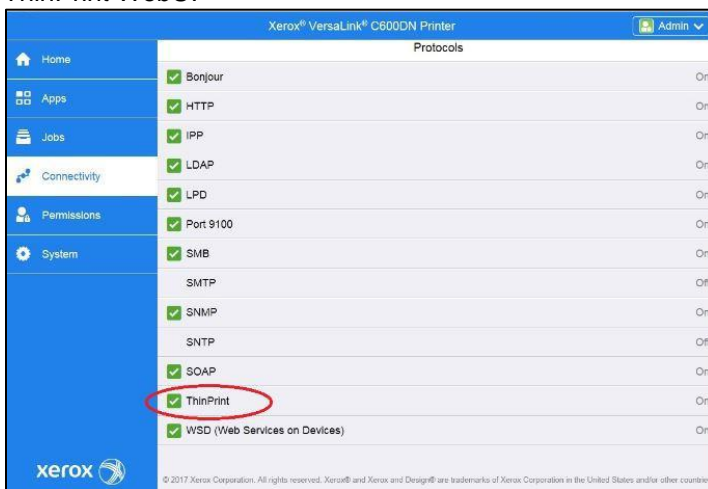 Xerox® VersaLink® C600DN Printer
Admin
Home
Apps
Jobs
Connectivity
Permissions
System
Protocols
Bonjour
HTTP
IPP
LDAP
LPD
Port 9100
SMB
SMTP
SNMP
SNTP
SOAP
ThinPrint
WSD (Web Services on Devices)
xerox
© 2017 Xerox Corporation. All rights reserved. Xerox® and Xerox and Design® are trademarks of Xerox Corporation in the United States and/or other countries